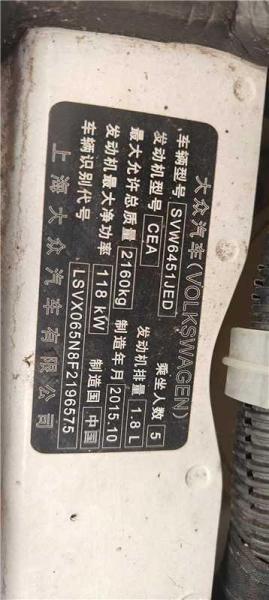 大众汽车(VOLKSWAGEN)
车辆型号 SVW6451JED 乘坐人数 5
发动机型号 CEA 发动机排量 1.8 L
最大允许总质量 2160kg 制造年月 2015.10
发动机最大净功率 118 kW 制造国 中国
车辆识别代号 LSVX065N8F2196575
上海大众汽车有限公司